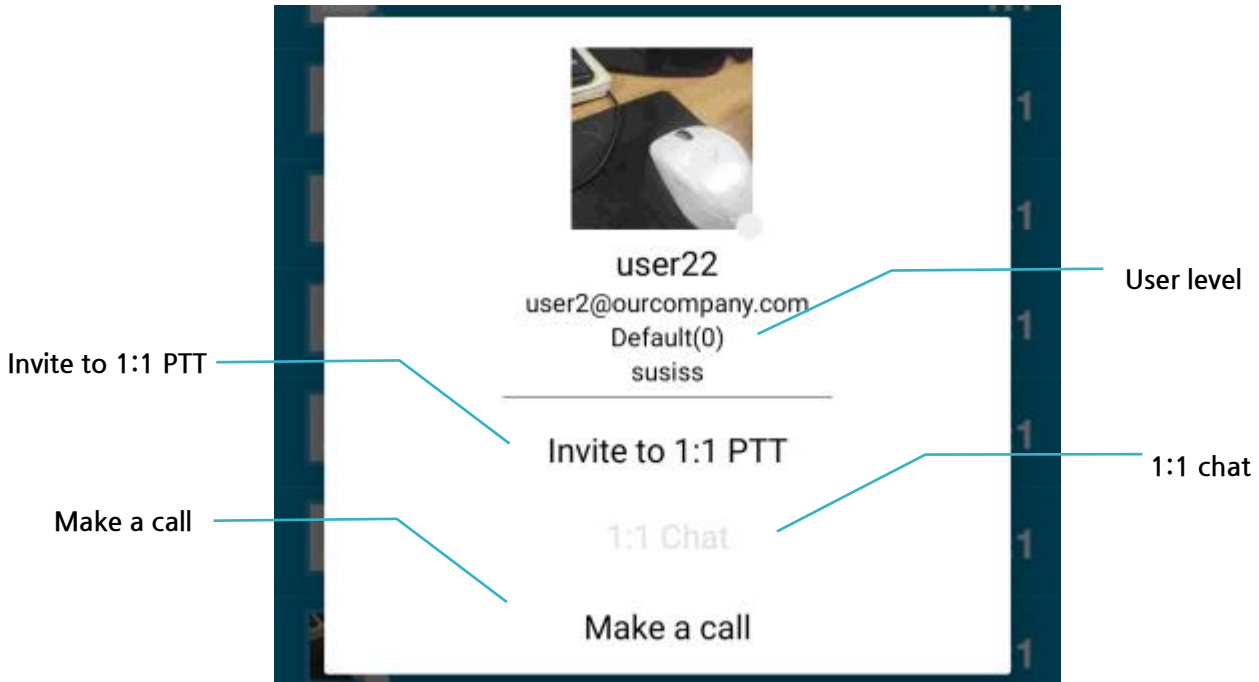 user22
user2@ourcompany.com
Default(0)
susiss
User level
Invite to 1:1 PTT
Invite to 1:1 PTT
1:1 chat
1:1 Chat
Make a call
Make a call